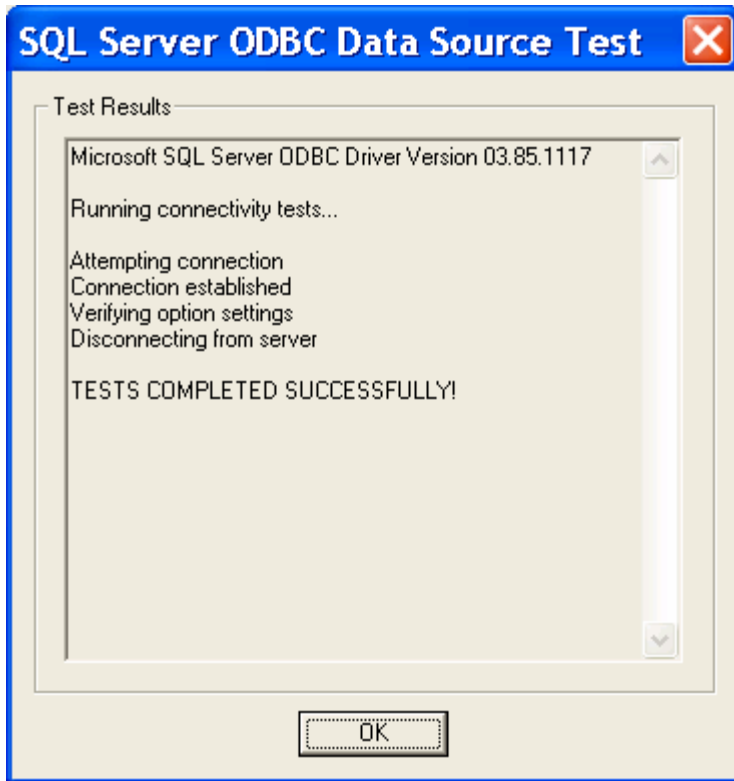 SQL Server ODBC Data Source Test
Test Results
Microsoft SQL Server ODBC Driver Version 03.85.1117
Running connectivity tests...
Attempting connection
Connection established
Verifying option settings
Disconnecting from server
TESTS COMPLETED SUCCESSFULLY!
OK